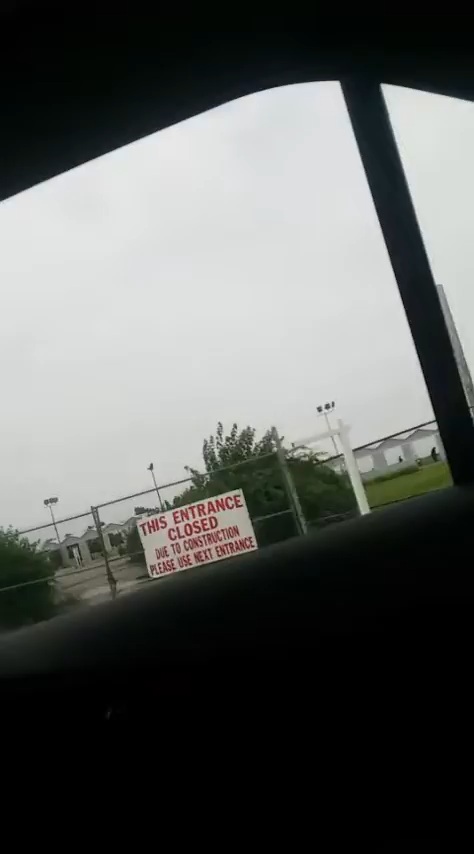 THIS ENTRANCE
CLOSED
DUE TO CONSTRUCTION
PLEASE USE NEXT ENTRANCE